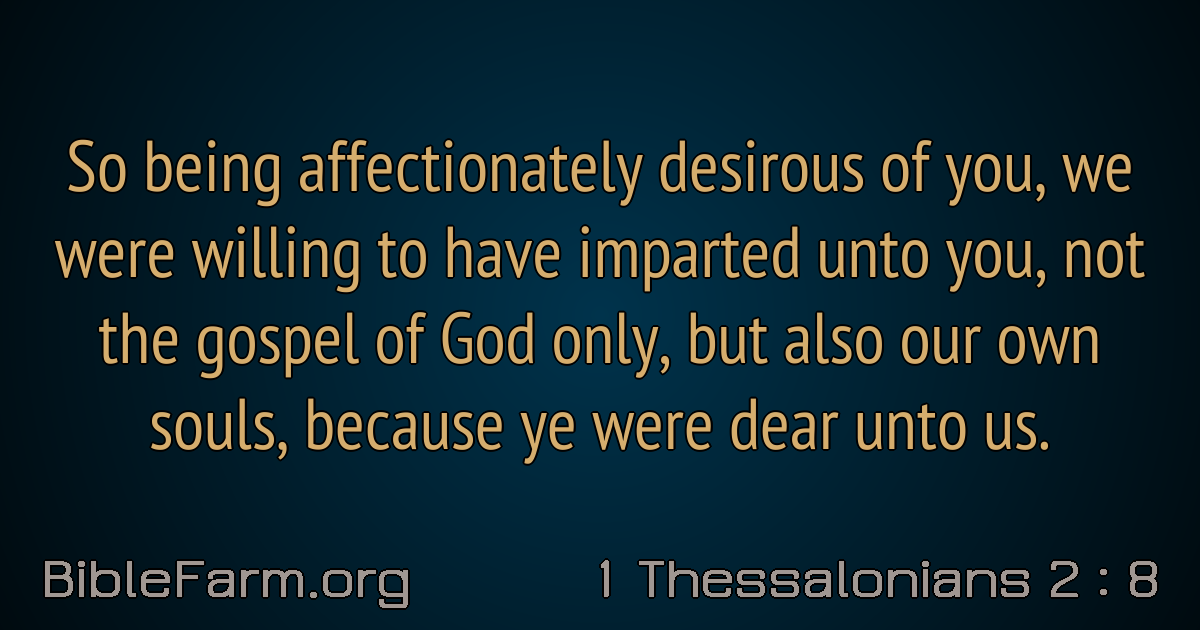 So being affectionately desirous of you, we
were willing to have imparted unto you, not
the gospel of God only, but also our own
souls, because ye were dear unto us.
BibleFarm.org
1 Thessalonians 2 : 8